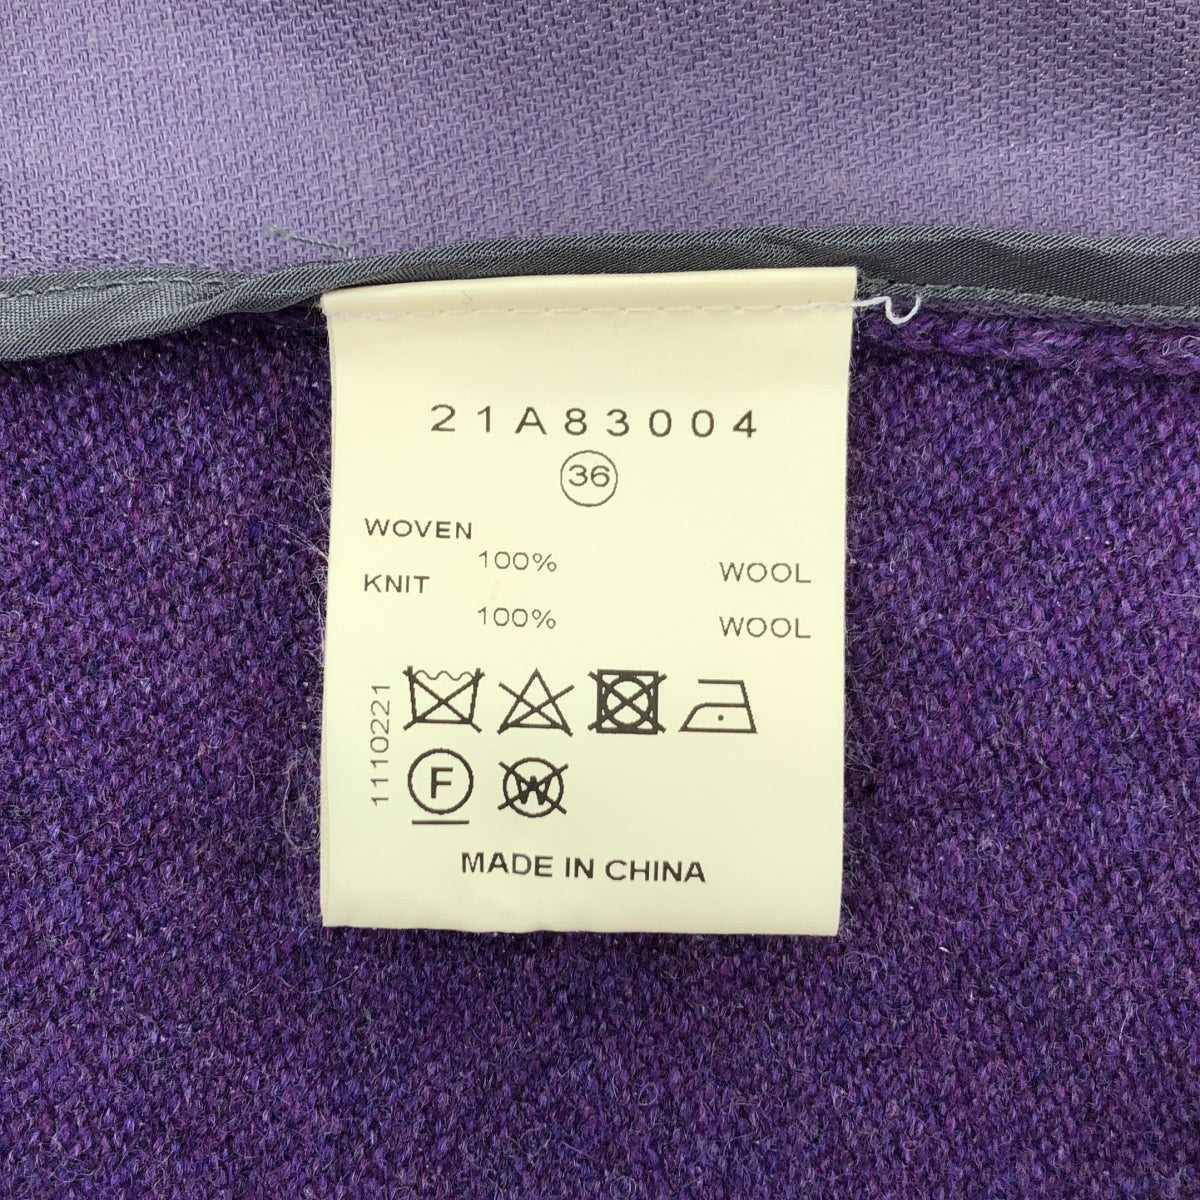 21A83004
36
WOVEN
100% WOOL
KNIT
100% WOOL
1110221
F
W
MADE IN CHINA